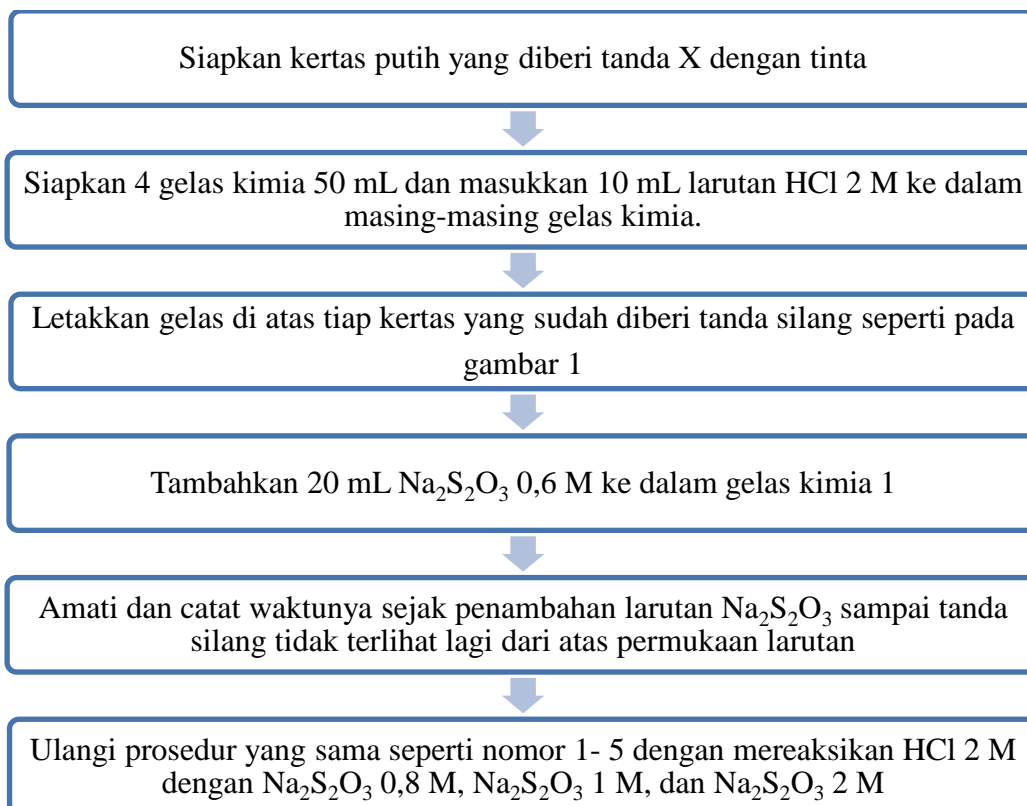 Siapkan kertas putih yang diberi tanda X dengan tinta
Siapkan 4 gelas kimia 50 mL dan masukkan 10 mL larutan HCl 2 M ke dalam
masing-masing gelas kimia.
Letakkan gelas di atas tiap kertas yang sudah diberi tanda silang seperti pada
gambar 1
Tambahkan 20 mL Na₂S₂O₃ 0,6 M ke dalam gelas kimia 1
Amati dan catat waktunya sejak penambahan larutan Na₂S₂O₃ sampai tanda
silang tidak terlihat lagi dari atas permukaan larutan
Ulangi prosedur yang sama seperti nomor 1- 5 dengan mereaksikan HCl 2 M
dengan Na₂S₂O₃ 0,8 M, Na₂S₂O₃ 1 M, dan Na₂S₂O₃ 2 M